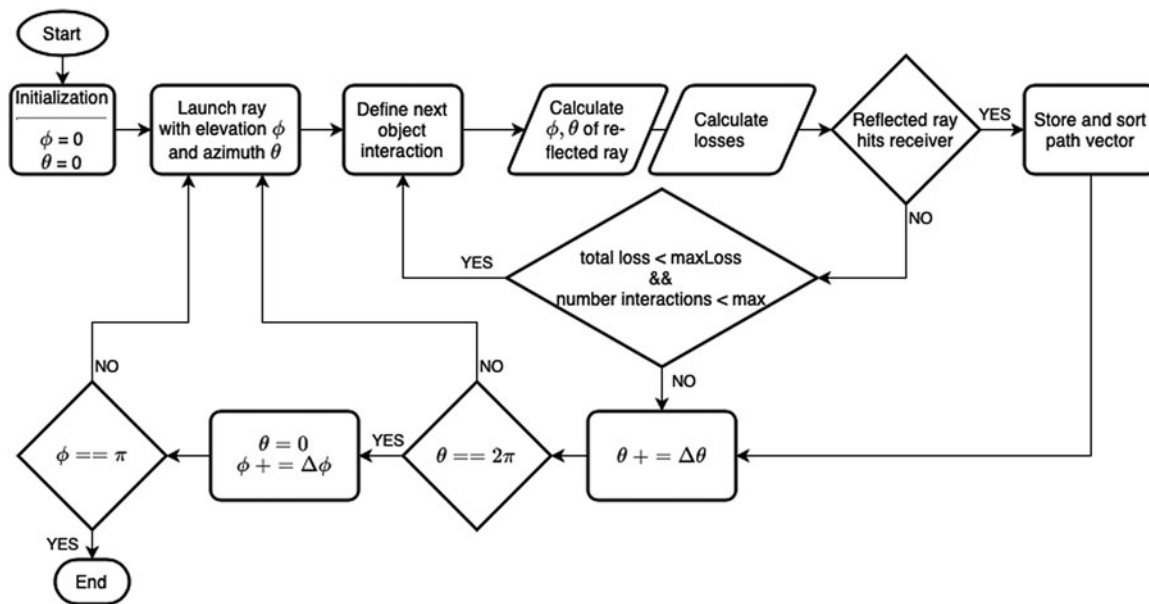 Start
Initialization
ϕ = 0
θ = 0
Launch ray
with elevation ϕ
and azimuth θ
Define next
object
interaction
Calculate
ϕ, θ of re-
flected ray
Calculate
losses
Reflected ray
hits receiver
YES
Store and sort
path vector
NO
total loss < maxLoss
&&
number interactions < max
YES
NO
θ + = Δθ
θ == 2π
NO
YES
θ = 0
ϕ + = Δϕ
ϕ == π
NO
YES
End